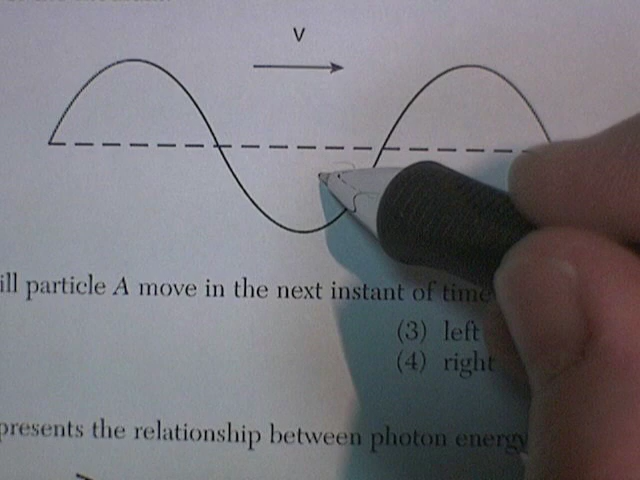 v
ill particle A move in the next instant of time
(3) left
(4) right
presents the relationship between photon energy